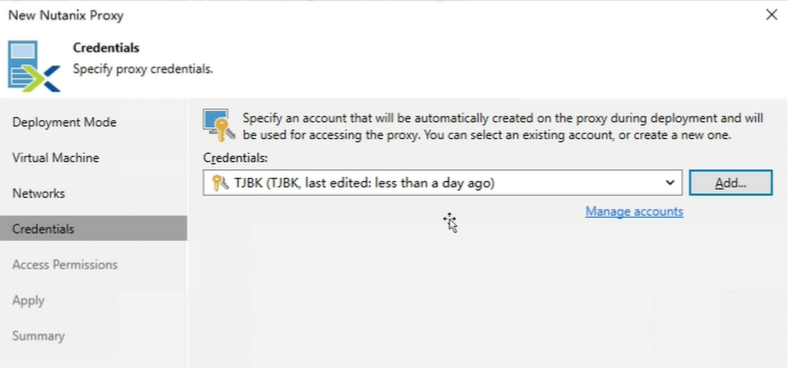 New Nutanix Proxy
Credentials
Specify proxy credentials.
Deployment Mode
Virtual Machine
Networks
Credentials
Access Permissions
Apply
Summary
Specify an account that will be automatically created on the proxy during deployment and will
be used for accessing the proxy. You can select an existing account, or create a new one.
Credentials:
TJBK (TJBK, last edited: less than a day ago)
Add...
Manage accounts